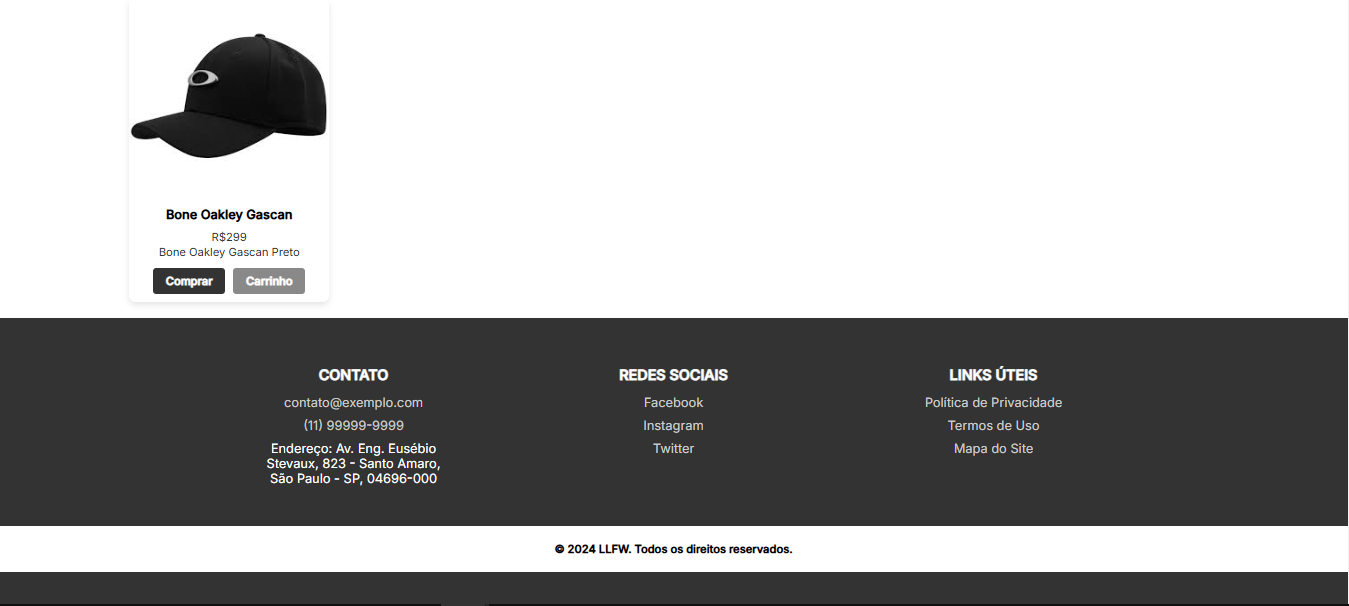 Bone Oakley Gascan
R$299
Bone Oakley Gascan Preto
Comprar
Carrinho
CONTATO
contato@exemplo.com
(11) 99999-9999
Endereço: Av. Eng. Eusébio
Stevaux, 823 - Santo Amaro,
São Paulo - SP, 04696-000
REDES SOCIAIS
Facebook
Instagram
Twitter
LINKS ÚTEIS
Política de Privacidade
Termos de Uso
Mapa do Site
© 2024 LLFW. Todos os direitos reservados.